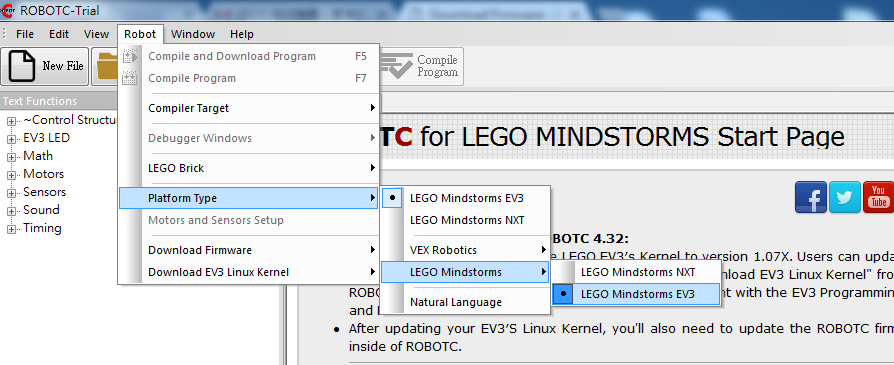 ROBOTC-Trial
File Edit View Robot Window Help
New File
Compile Program
Text Functions
~Control Structu
EV3 LED
Math
Motors
Sensors
Sound
Timing
Compile and Download Program F5
Compile Program F7
Compiler Target
Debugger Windows
LEGO Brick
Platform Type
Motors and Sensors Setup
Download Firmware
Download EV3 Linux Kernel
LEGO Mindstorms EV3
LEGO Mindstorms NXT
VEX Robotics
LEGO Mindstorms
Natural Language
LEGO Mindstorms NXT
LEGO Mindstorms EV3
TC for LEGO MINDSTORMS Start Page
You
Tube
BOTC 4.32:
e LEGO EV3's Kernel to version 1.07X. Users can upda
nload EV3 Linux Kernel" fro
ROBO
nt with the EV3 Programmin
and l
After updating your EV3'S Linux Kernel, you'll also need to update the ROBOTC firm
inside of ROBOTC.